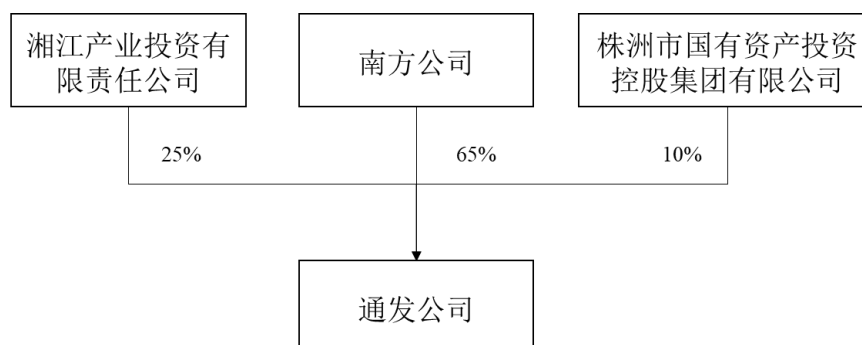 湘江产业投资有
限责任公司
南方公司
株洲市国有资产投资
控股集团有限公司
25%
65%
10%
通发公司